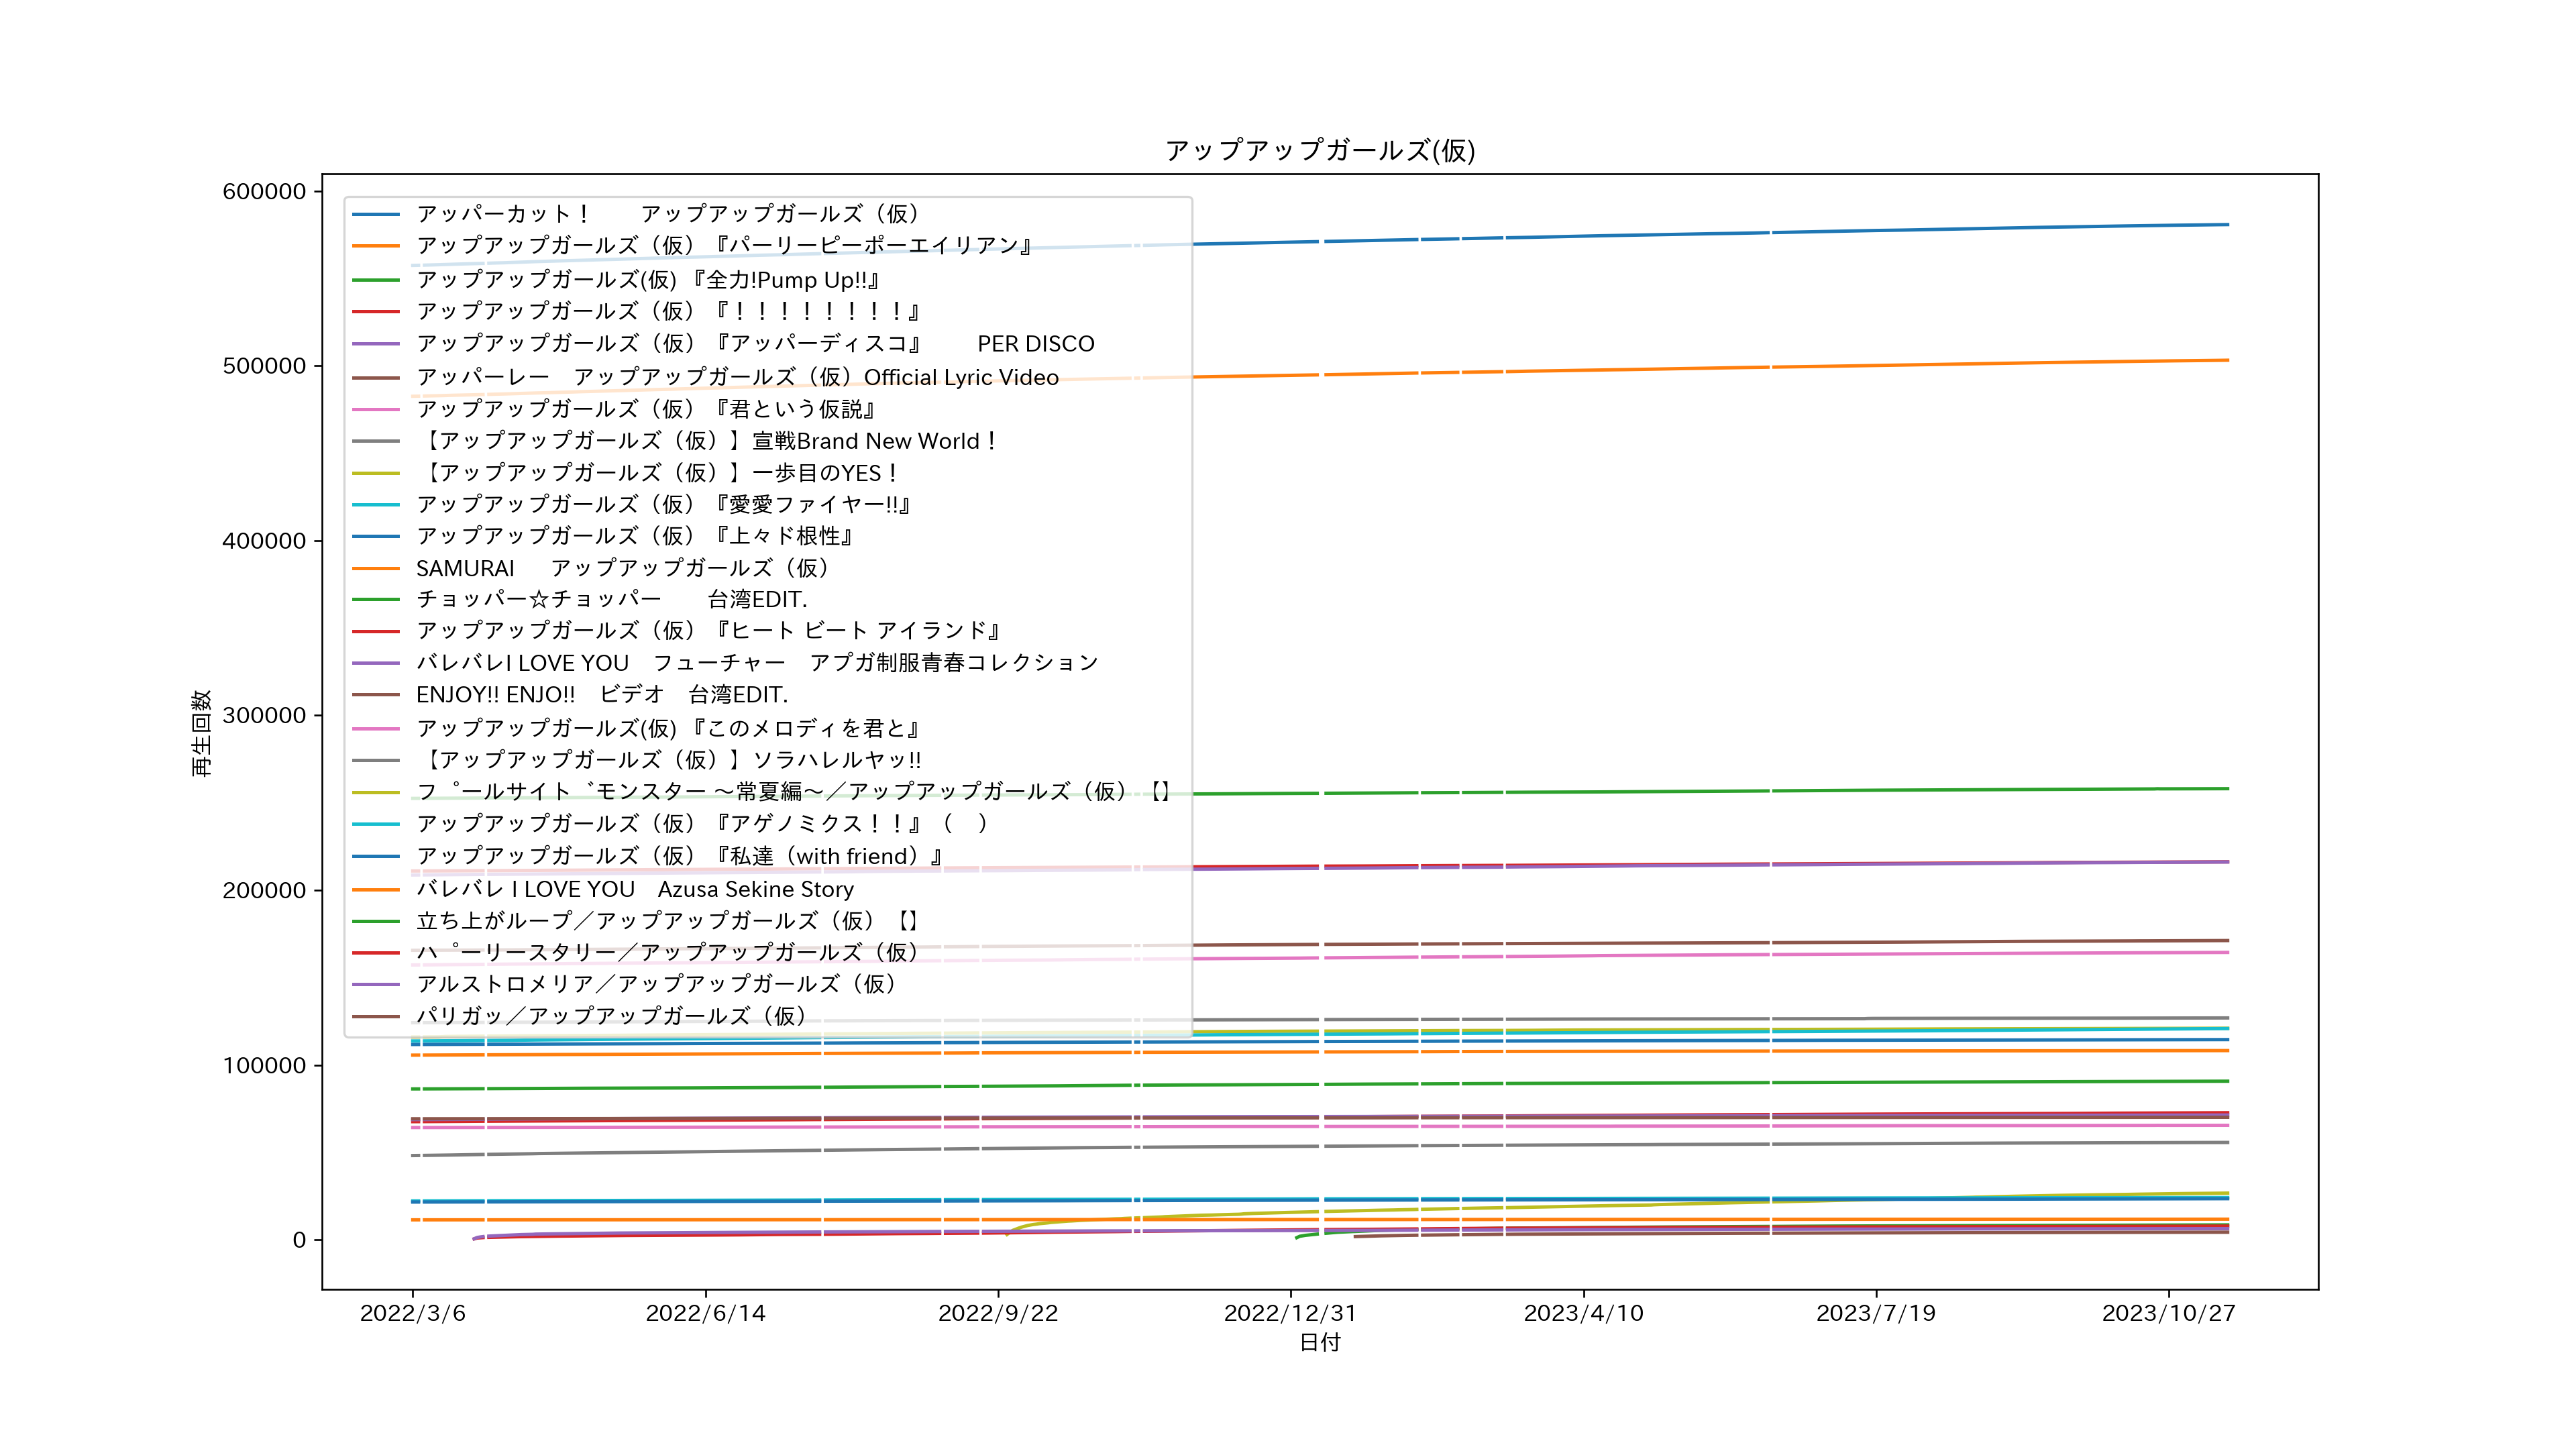 アップアップガールズ(仮)
600000
500000
400000
300000
200000
100000
0
再生回数
アッパーカット！　　アップアップガールズ（仮）
アップアップガールズ（仮）『パーリーピーポーエイリアン』
アップアップガールズ(仮) 『全力!Pump Up!!』
アップアップガールズ（仮）『！！！！！！！！』
アップアップガールズ（仮）『アッパーディスコ』　　PER DISCO
アッパーレー　アップアップガールズ（仮）Official Lyric Video
アップアップガールズ（仮）『君という仮説』
【アップアップガールズ（仮）】宣戦Brand New World！
【アップアップガールズ（仮）】一歩目のYES！
アップアップガールズ（仮）『愛愛ファイヤー!!』
アップアップガールズ（仮）『上々ド根性』
SAMURAI　 アップアップガールズ（仮）
チョッパー☆チョッパー　　台湾EDIT.
アップアップガールズ（仮）『ヒート ビート アイランド』
バレバレI LOVE YOU　フューチャー　アプガ制服青春コレクション
ENJOY!! ENJO!!　ビデオ　台湾EDIT.
アップアップガールズ(仮) 『このメロディを君と』
【アップアップガールズ（仮）】ソラハレルヤッ!!
フ゜ールサイト゛モンスター 〜常夏編〜／アップアップガールズ（仮）【】
アップアップガールズ（仮）『アゲノミクス！！』（　）
アップアップガールズ（仮）『私達（with friend）』
バレバレ I LOVE YOU　Azusa Sekine Story
立ち上がループ／アップアップガールズ（仮）【】
ハ゜ーリースタリー／アップアップガールズ（仮）
アルストロメリア／アップアップガールズ（仮）
パリガッ／アップアップガールズ（仮）
2022/3/6
2022/6/14
2022/9/22
2022/12/31
2023/4/10
2023/7/19
2023/10/27
日付